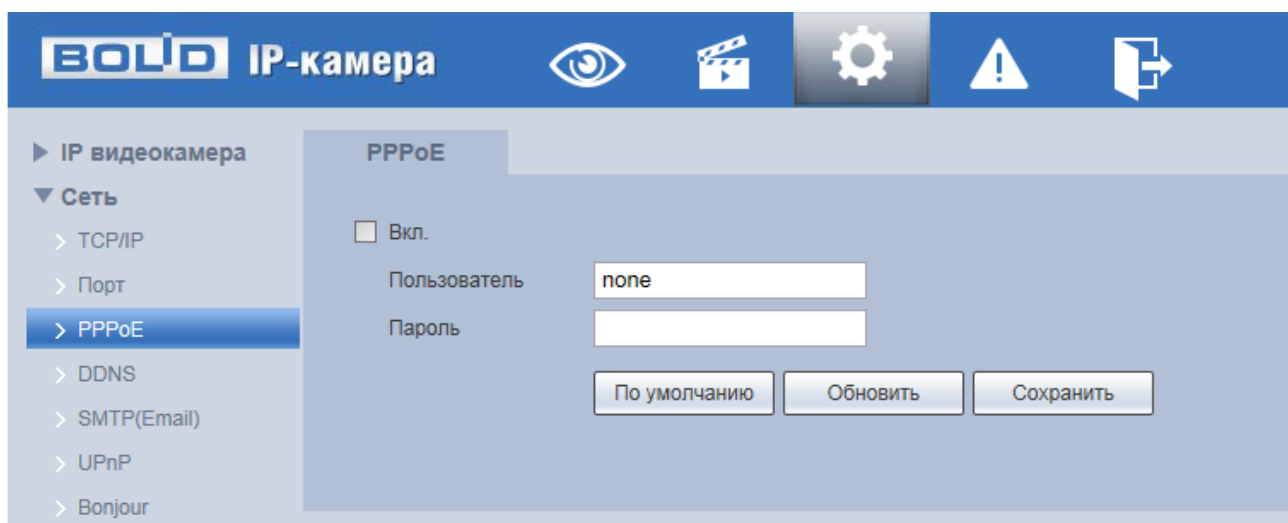 BOLID IP-камера
IP видеокамера
Сеть
TCP/IP
Порт
PPPoE
DDNS
SMTP(Email)
UPnP
Bonjour
PPPoE
Вкл.
Пользователь none
Пароль
По умолчанию Обновить Сохранить